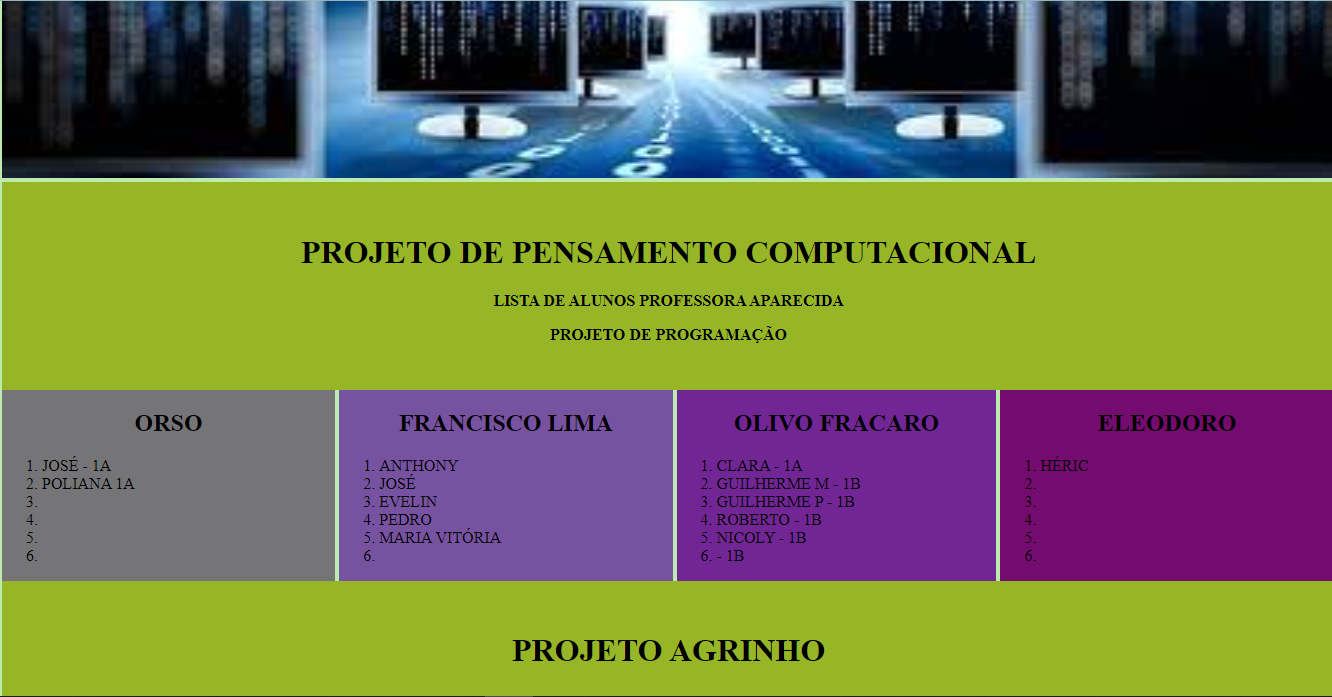 PROJETO DE PENSAMENTO COMPUTACIONAL
LISTA DE ALUNOS PROFESSORA APARECIDA
PROJETO DE PROGRAMAÇÃO
ORSO
1. JOSÉ - 1A
2. POLIANA 1A
3.
4.
5.
6.
FRANCISCO LIMA
1. ANTHONY
2. JOSÉ
3. EVELIN
4. PEDRO
5. MARIA VITÓRIA
6.
OLIVO FRACARO
1. CLARA - 1A
2. GUILHERME M - 1B
3. GUILHERME P - 1B
4. ROBERTO - 1B
5. NICOLY - 1B
6. - 1B
ELEODORO
1. HÉRIC
2.
3.
4.
5.
6.
PROJETO AGRINHO